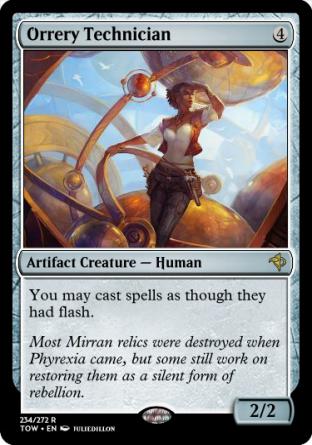 Orrery Technician 4
Artifact Creature — Human
You may cast spells as though they
had flash.
Most Mirran relics were destroyed when
Phyrexia came, but some still work on
restoring them as a silent form of
rebellion.
2/2
234/272 R
TOW • EN JULIEDILLON